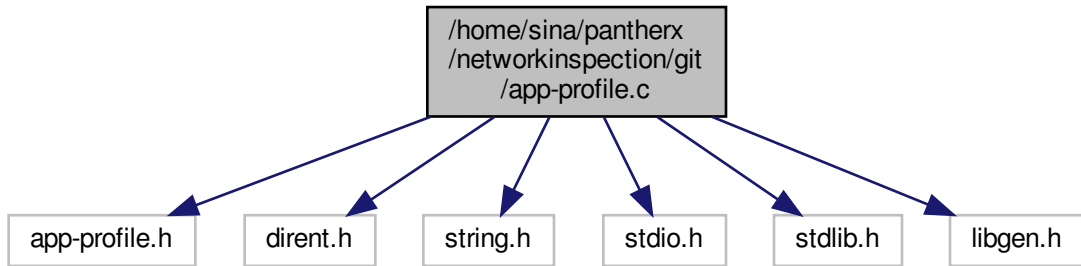 /home/sina/pantherx
/networkinspection/git
/app-profile.c
app-profile.h
dirent.h
string.h
stdio.h
stdlib.h
libgen.h